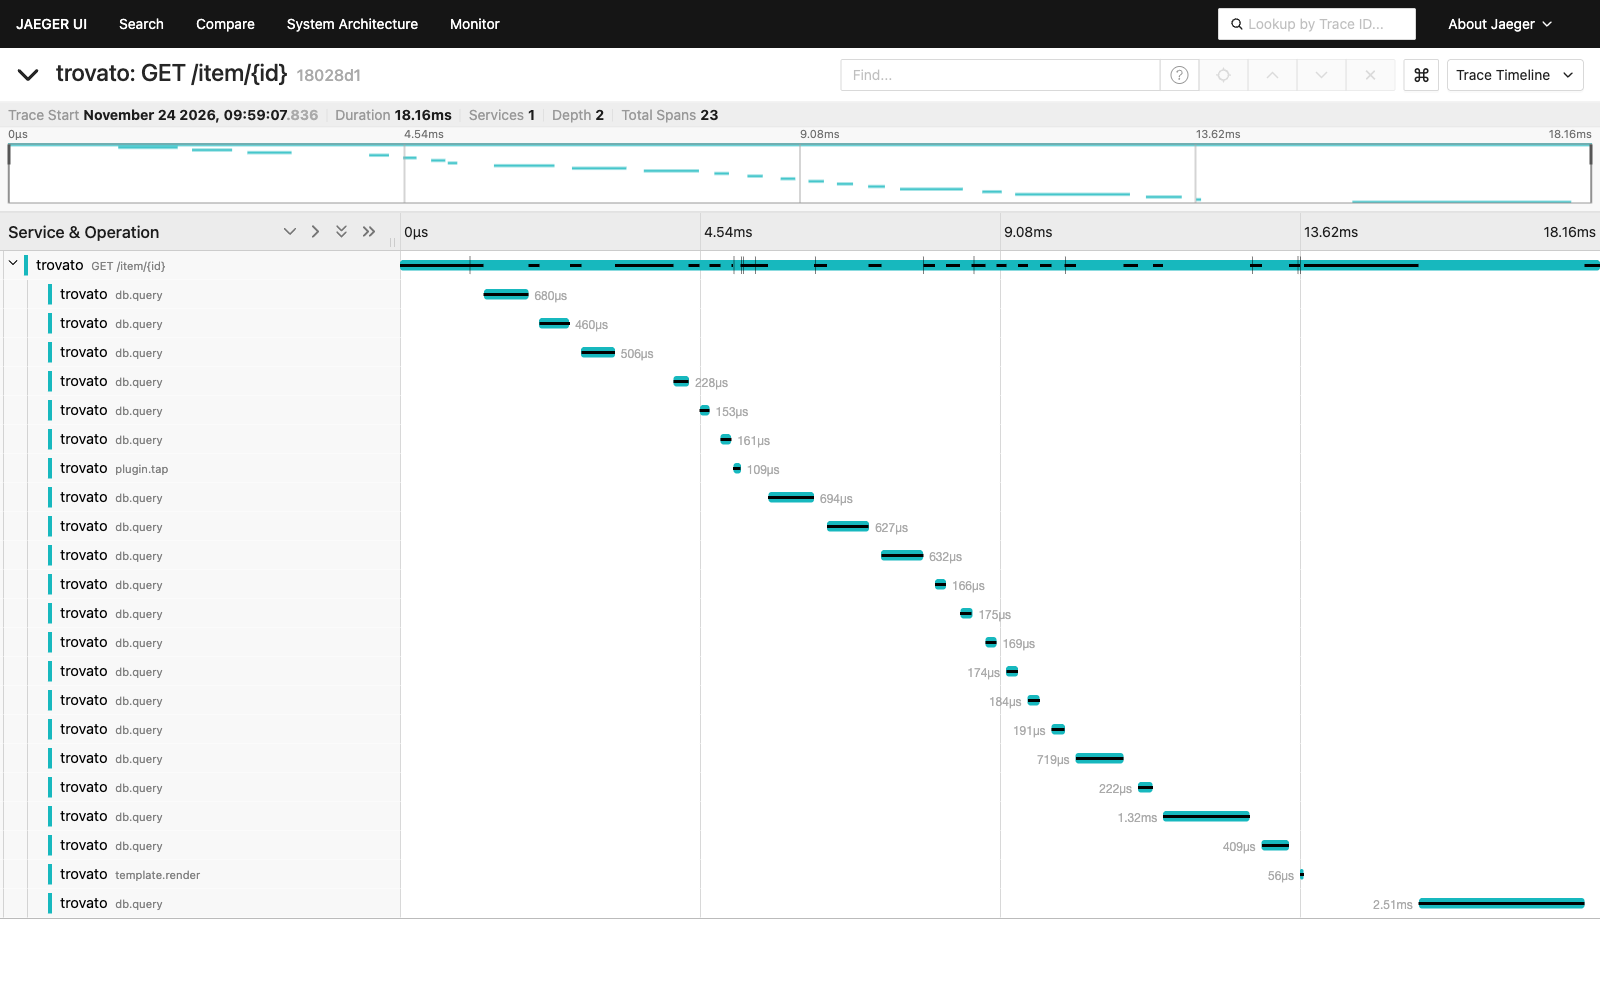 JAEGER UI Search Compare System Architecture Monitor Lookup by Trace ID... About Jaeger
trovato: GET /item/{id} 18028d1 Find... ? ⌘ Trace Timeline
Trace Start November 24 2026, 09:59:07.836 Duration 18.16ms Services 1 Depth 2 Total Spans 23
0μs 4.54ms 9.08ms 13.62ms 18.16ms
Service & Operation 0μs 4.54ms 9.08ms 13.62ms 18.16ms
trovato GET /item/{id}
trovato db.query 680μs
trovato db.query 460μs
trovato db.query 506μs
trovato db.query 228μs
trovato db.query 153μs
trovato db.query 161μs
trovato plugin.tap 109μs
trovato db.query 694μs
trovato db.query 627μs
trovato db.query 632μs
trovato db.query 166μs
trovato db.query 175μs
trovato db.query 169μs
trovato db.query 174μs
trovato db.query 184μs
trovato db.query 191μs
trovato db.query 719μs
trovato db.query 222μs
trovato db.query 1.32ms
trovato db.query 409μs
trovato template.render 56μs
trovato db.query 2.51ms